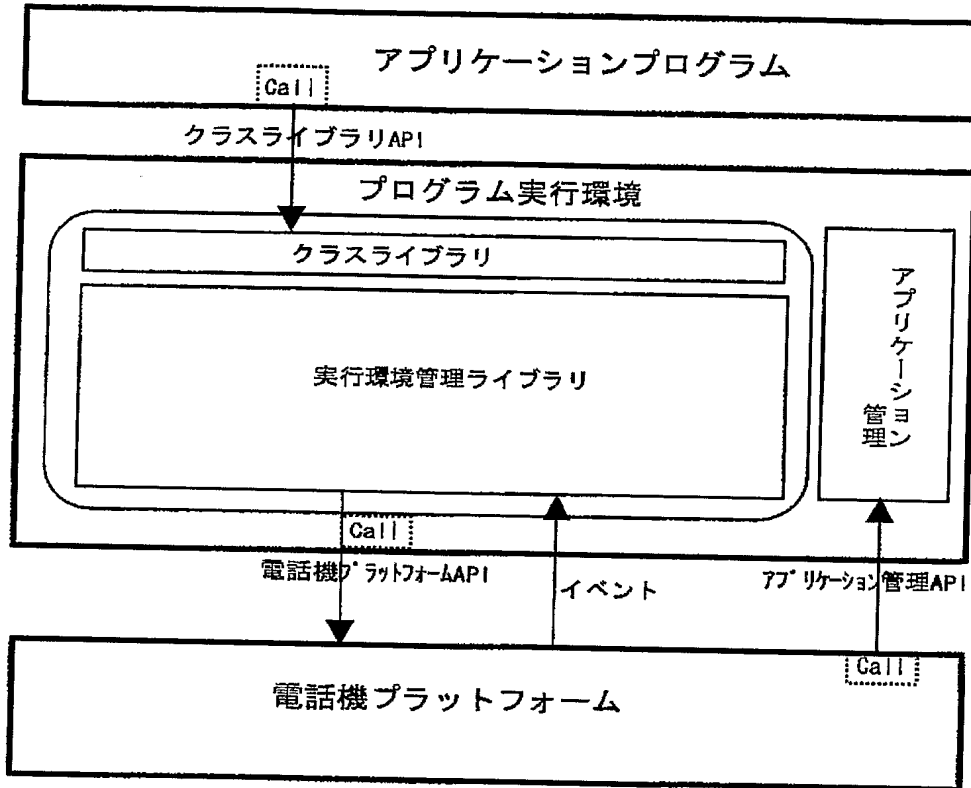 アプリケーションプログラム
Call
クラスライブラリAPI
プログラム実行環境
クラスライブラリ
実行環境管理ライブラリ
アプリケーション
管理
Call
電話機プラットフォームAPI
イベント
アプリケーション管理API
Call
電話機プラットフォーム